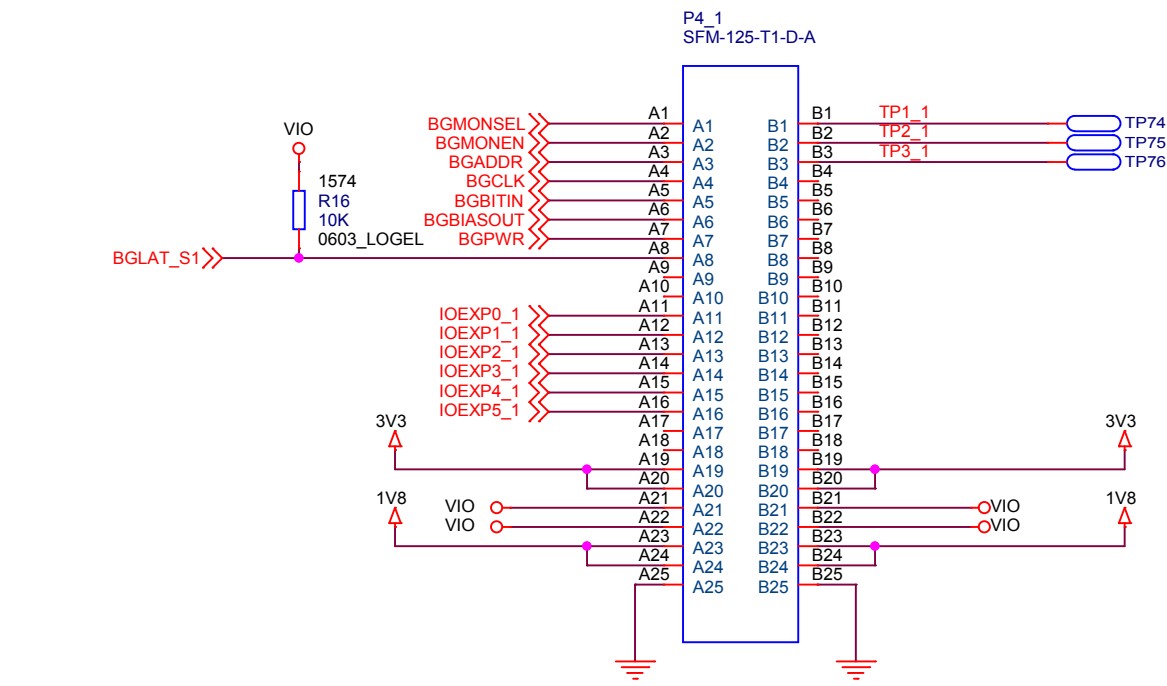 P4_1
SFM-125-T1-D-A
VIO
1574
R16
10K
0603_LOGEL
BGLAT_S1
BGMONSEL A1 A1 B1 B1 TP1_1 TP74
BGMONEN A2 A2 B2 B2 TP2_1 TP75
BGADDR A3 A3 B3 B3 TP3_1 TP76
BGCLK A4 A4 B4 B4
BGBITIN A5 A5 B5 B5
BGBIASOUT A6 A6 B6 B6
BGPWR A7 A7 B7 B7
A8 A8 B8 B8
A9 A9 B9 B9
A10 A10 B10 B10
IOEXP0_1 A11 A11 B11 B11
IOEXP1_1 A12 A12 B12 B12
IOEXP2_1 A13 A13 B13 B13
IOEXP3_1 A14 A14 B14 B14
IOEXP4_1 A15 A15 B15 B15
IOEXP5_1 A16 A16 B16 B16
3V3 A17 A17 B17 B17 3V3
A18 A18 B18 B18
A19 A19 B19 B19
A20 A20 B20 B20
1V8 VIO A21 A21 B21 B21 VIO 1V8
VIO A22 A22 B22 B22 VIO
A23 A23 B23 B23
A24 A24 B24 B24
A25 A25 B25 B25